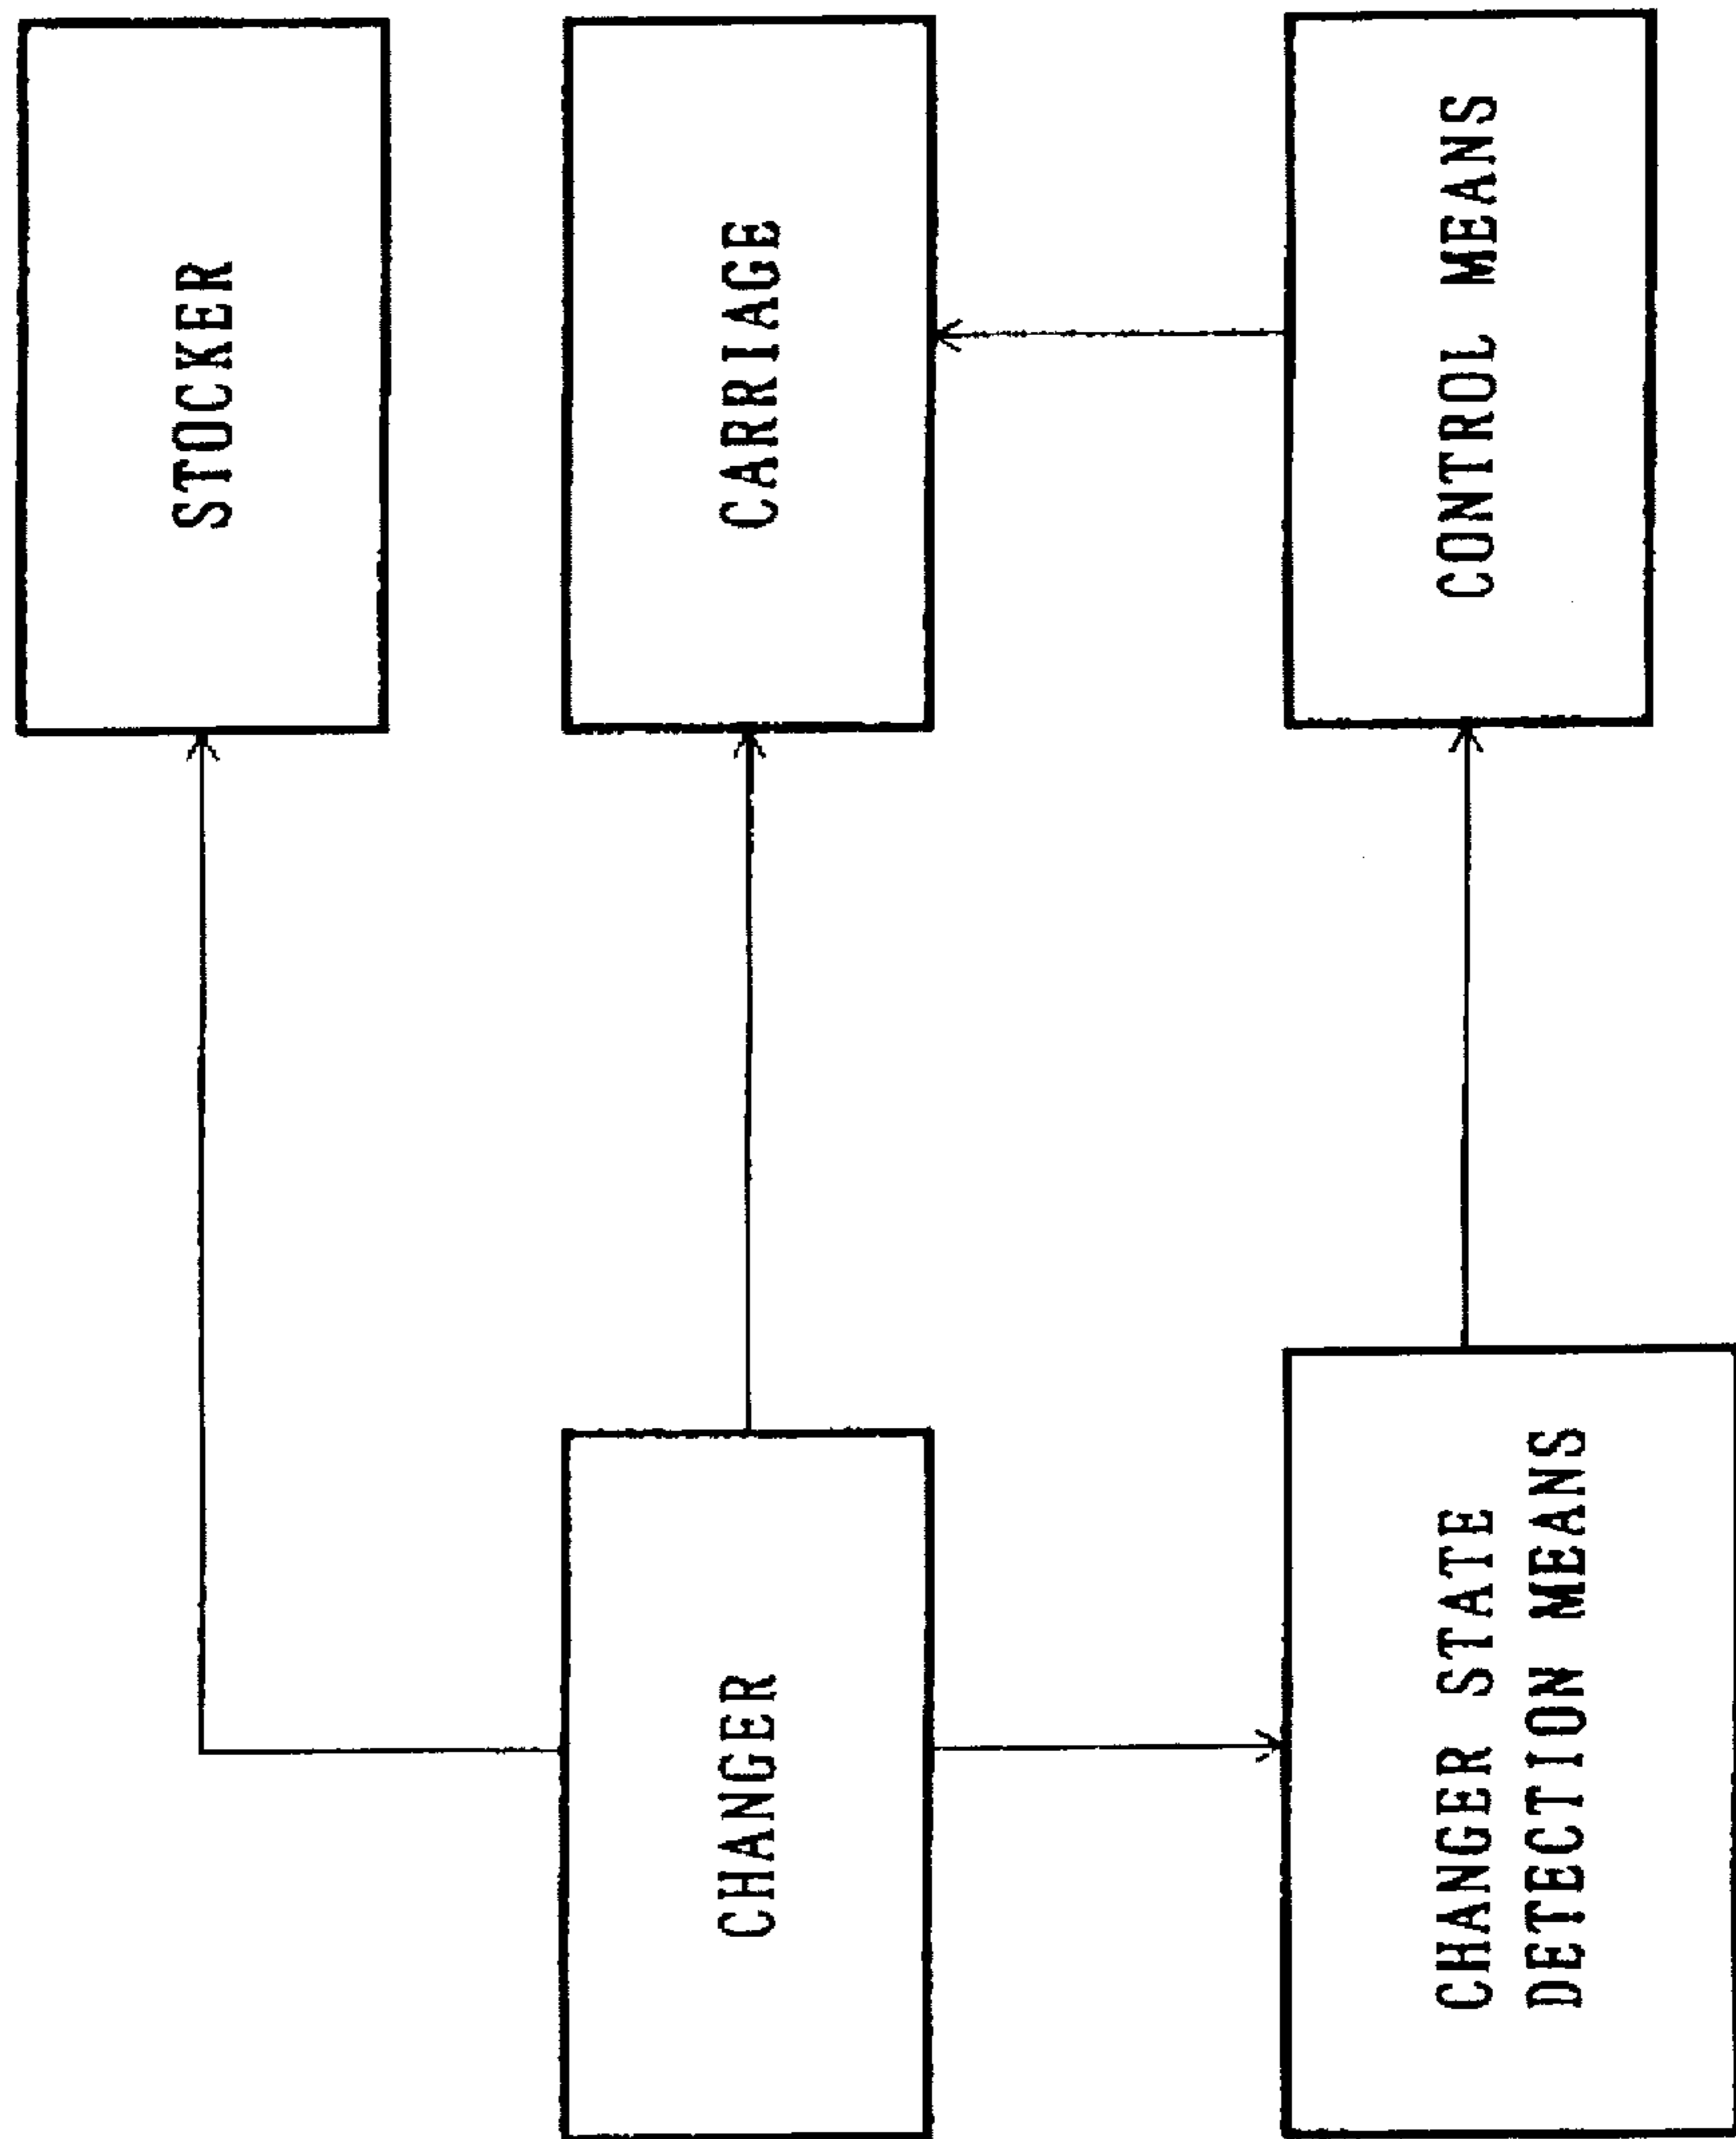 STOCKER
CHANGER
CARRIAGE
CHANGER STATE
DETECTION MEANS
CONTROL MEANS